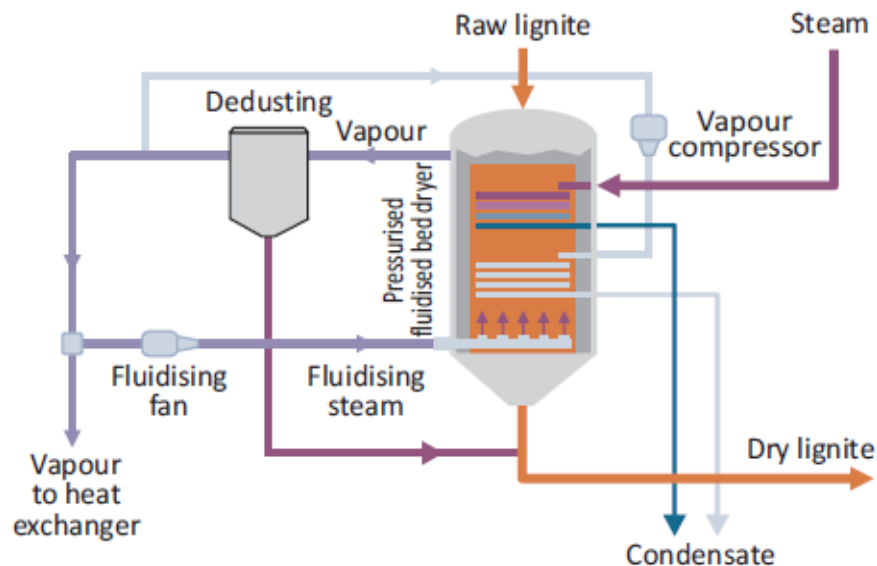 Raw lignite
Steam
Dedusting
Vapour
Vapour
compressor
Pressurised
fluidised bed dryer
Fluidising
fan
Fluidising
steam
Vapour
to heat
exchanger
Dry lignite
Condensate